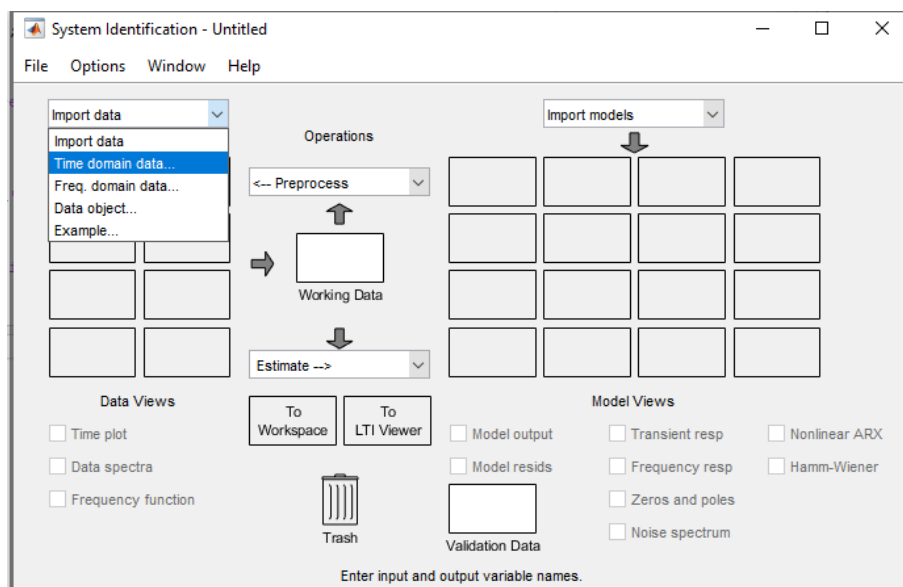 System Identification - Untitled
File Options Window Help
Import data
Import data
Time domain data...
Freq. domain data...
Data object...
Example...
Operations
<-- Preprocess
Working Data
Estimate -->
To
Workspace
To
LTI Viewer
Import models
Data Views
Time plot
Data spectra
Frequency function
Trash
Model Views
Model output
Model resids
Transient resp
Frequency resp
Zeros and poles
Noise spectrum
Nonlinear ARX
Hamm-Wiener
Validation Data
Enter input and output variable names.